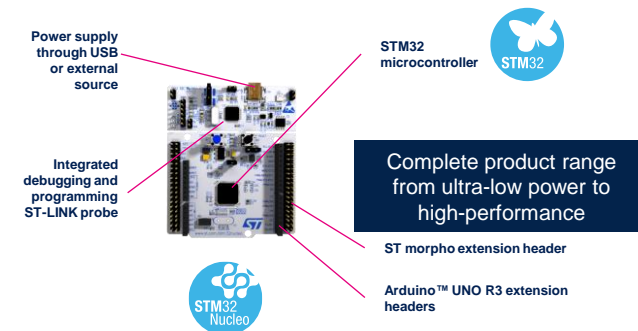 Power supply
through USB
or external
source
STM32
microcontroller
STM32
Integrated
debugging and
programming
ST-LINK probe
Complete product range
from ultra-low power to
high-performance
ST morpho extension header
Arduino™ UNO R3 extension
headers
STM32
Nucleo
ST